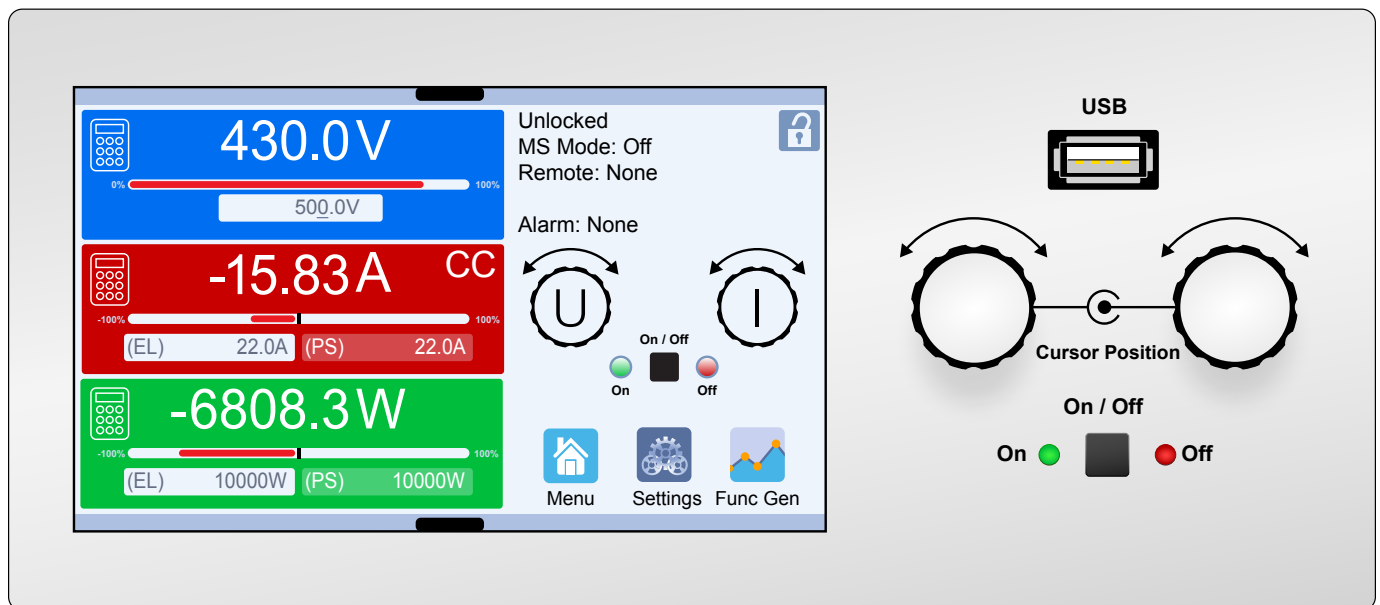 430.0V
0% 100%
500.0V
-15.83A CC
-100% 100%
(EL) 22.0A (PS) 22.0A
-6808.3W
-100% 100%
(EL) 10000W (PS) 10000W
Unlocked
MS Mode: Off
Remote: None
Alarm: None
U I
On / Off
On Off
Menu Settings Func Gen
USB
Cursor Position
On / Off
On Off